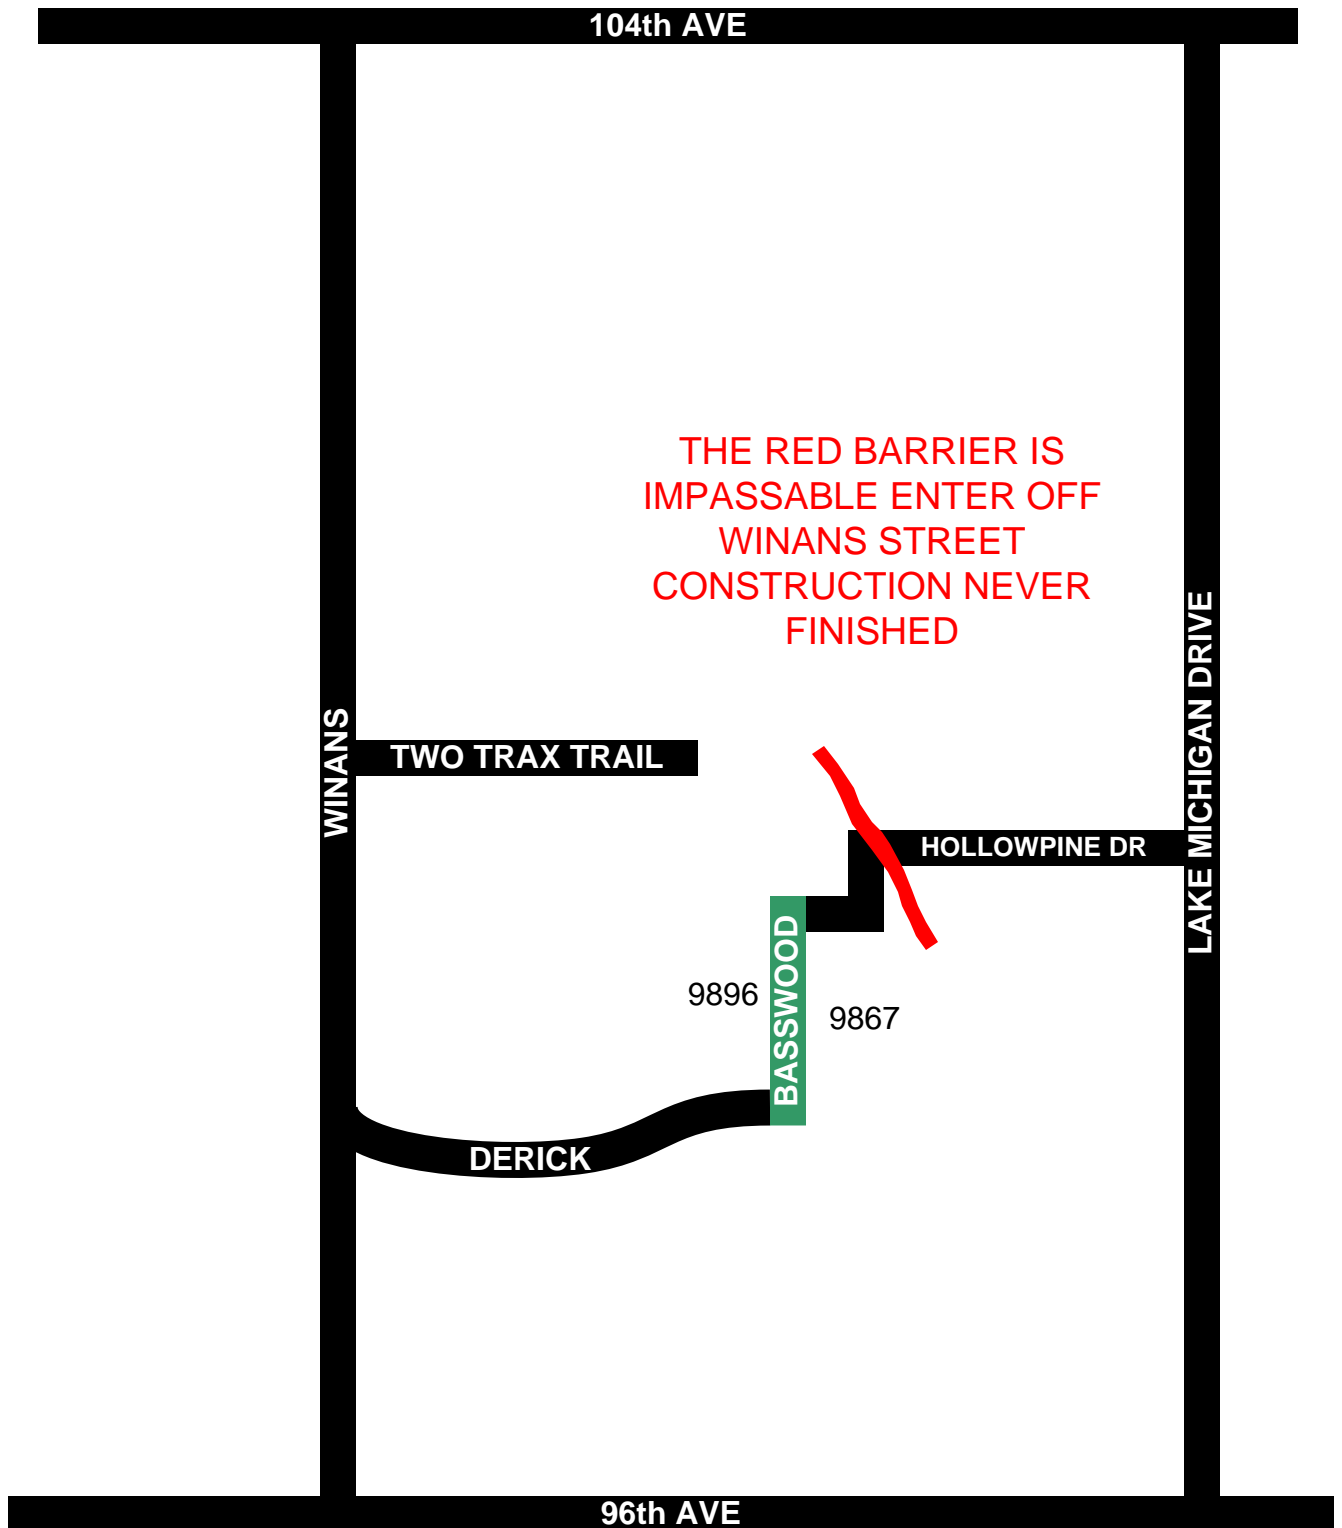 104th AVE
THE RED BARRIER IS
IMPASSABLE ENTER OFF
WINANS STREET
CONSTRUCTION NEVER
FINISHED
LAKE MICHIGAN DRIVE
WINANS
TWO TRAX TRAIL
HOLLOWPINE DR
BASSWOOD
9896
9867
DERICK
96th AVE